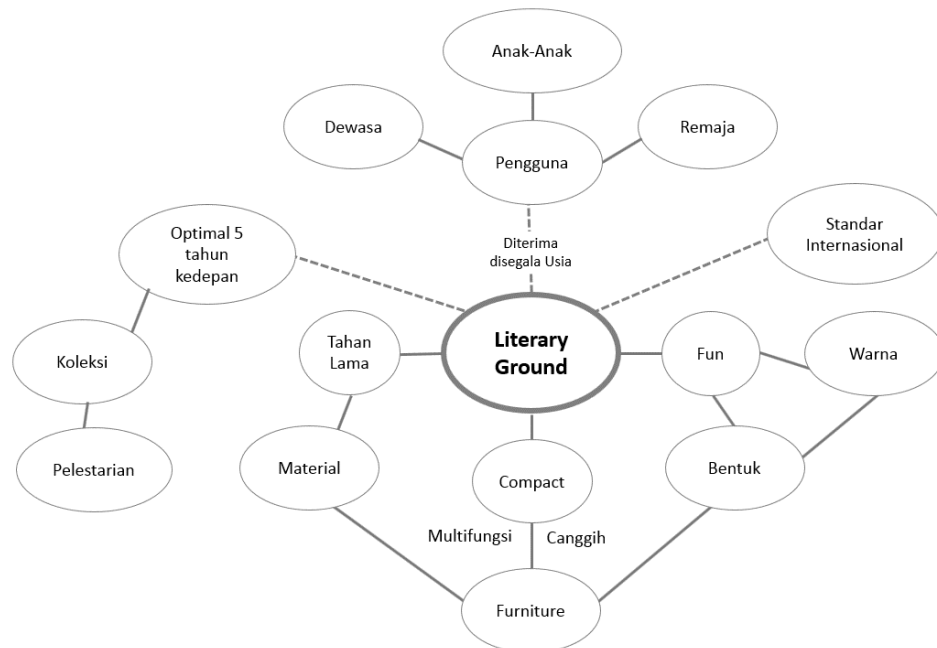 Anak-Anak
Dewasa
Remaja
Pengguna
Optimal 5
tahun
kedepan
Diterima
disegala Usia
Standar
Internasional
Literary
Ground
Tahan
Lama
Fun
Warna
Koleksi
Pelestarian
Material
Compact
Bentuk
Multifungsi
Canggih
Furniture